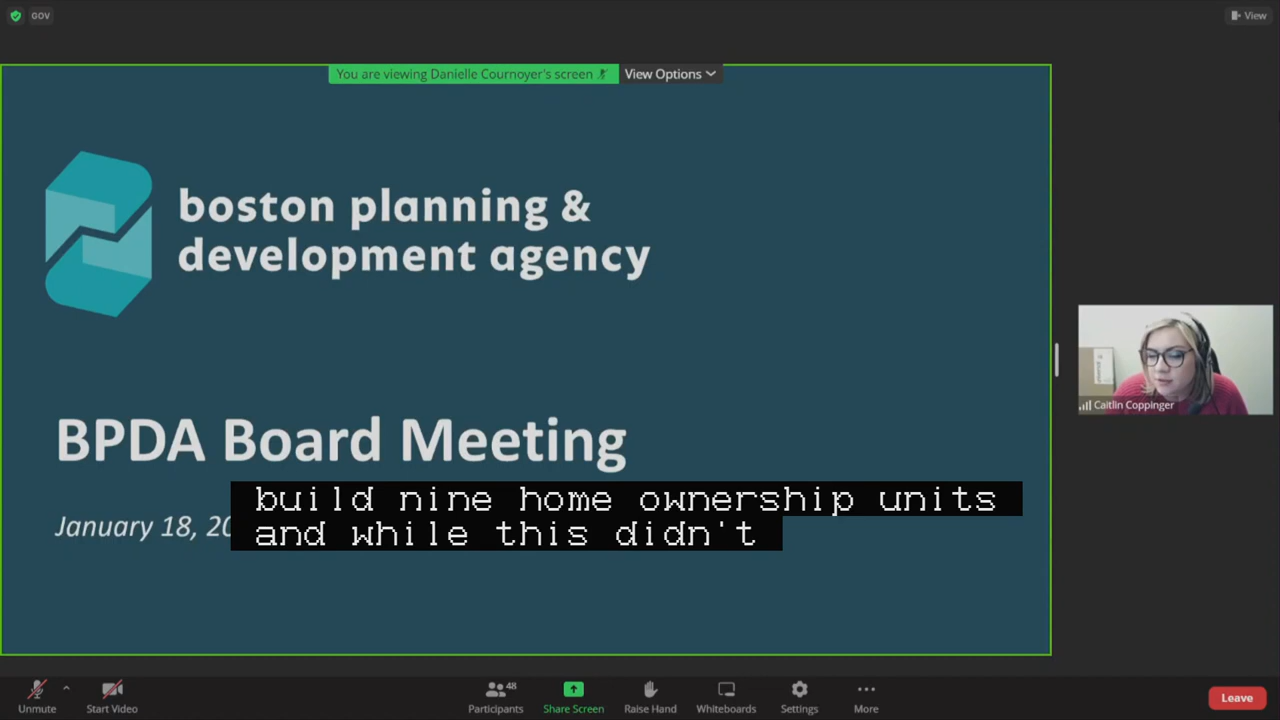 GOV
View
You are viewing Danielle Cournoyer's screen
View Options
boston planning &
development agency
BPDA Board Meeting
January 18, 20
build nine home ownership units
and while this didn't
Caitlin Coppinger
Unmute
Start Video
48
Participants
Share Screen
Raise Hand
Whiteboards
Settings
More
Leave